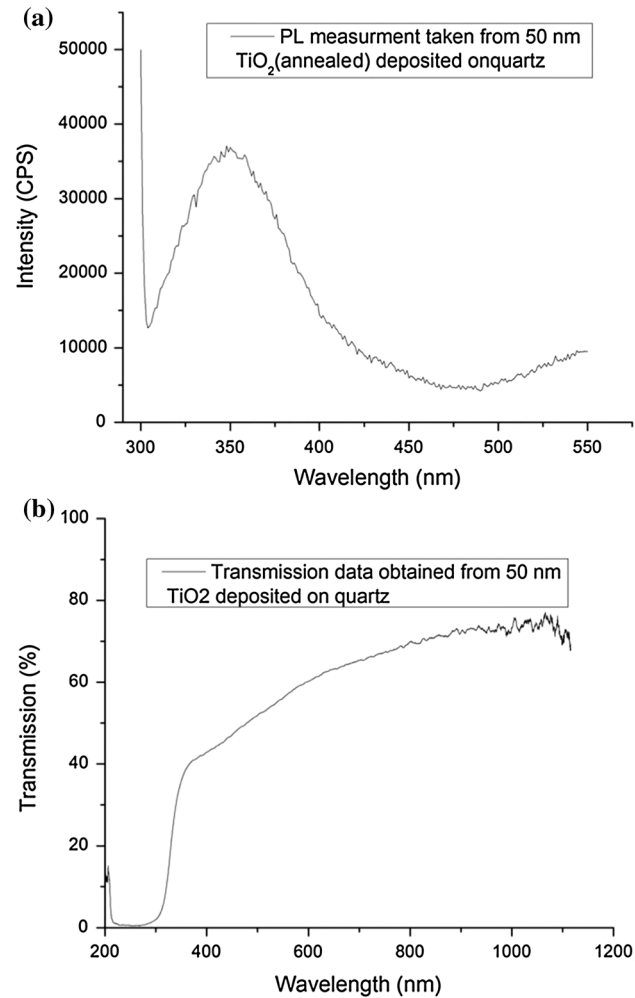 (a)
50000
40000
30000
20000
10000
0
Intensity (CPS)
PL measurment taken from 50 nm
TiO2(annealed) deposited onquartz
300 350 400 450 500 550
Wavelength (nm)
(b)
100
80
60
40
20
0
Transmission (%)
Transmission data obtained from 50 nm
TiO2 deposited on quartz
200 400 600 800 1000 1200
Wavelength (nm)